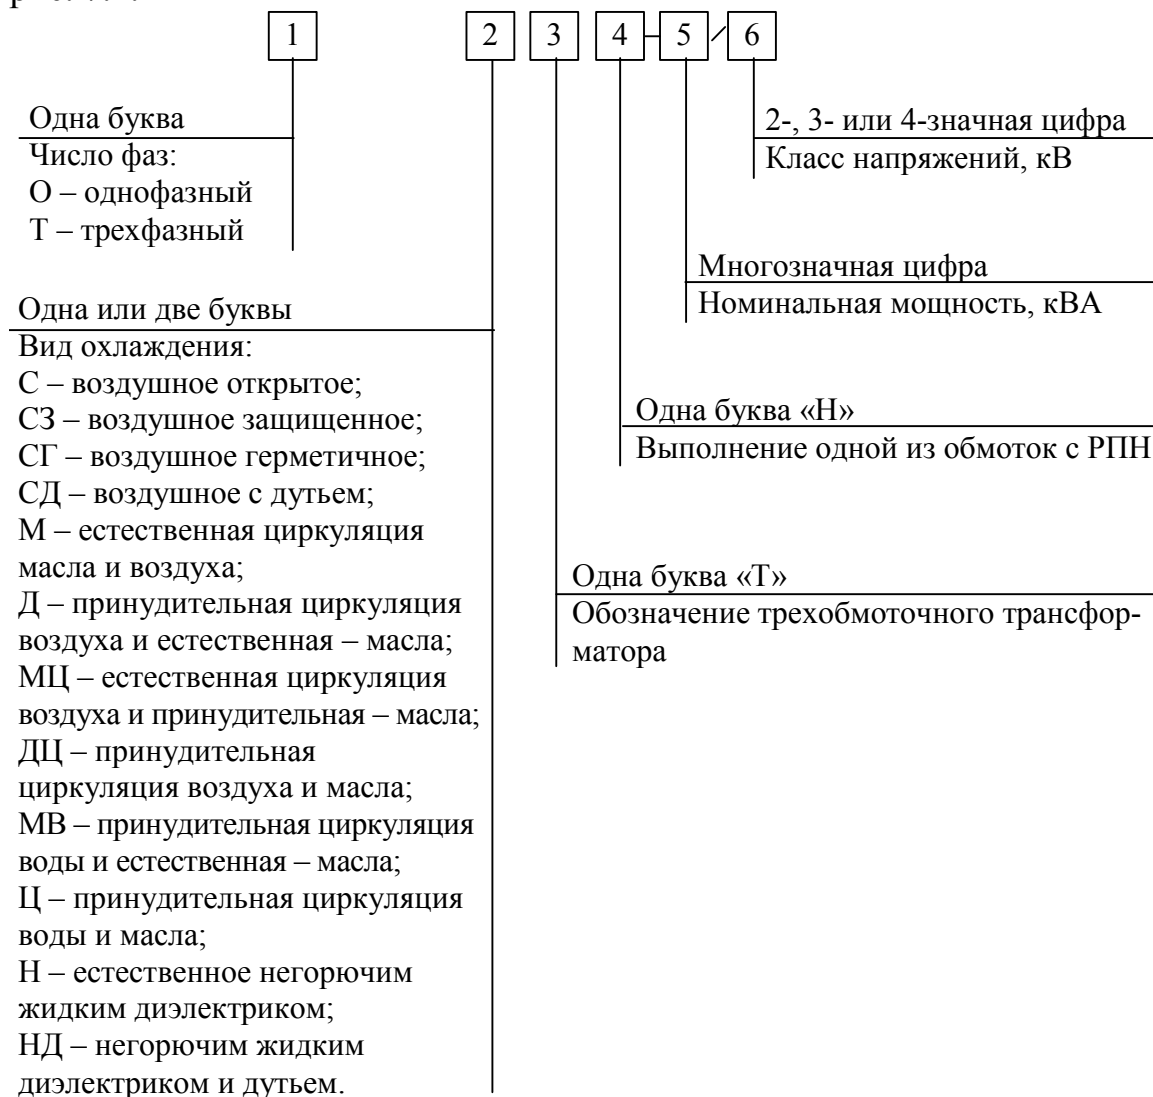 1 2 3 4 – 5 / 6
Одна буква
Число фаз:
О – однофазный
Т – трехфазный
2-, 3- или 4-значная цифра
Класс напряжений, кВ
Многозначная цифра
Номинальная мощность, кВА
Одна или две буквы
Вид охлаждения:
С – воздушное открытое;
СЗ – воздушное защищенное;
СГ – воздушное герметичное;
СД – воздушное с дутьем;
М – естественная циркуляция
масла и воздуха;
Д – принудительная циркуляция
воздуха и естественная – масла;
МЦ – естественная циркуляция
воздуха и принудительная – масла;
ДЦ – принудительная
циркуляция воздуха и масла;
МВ – принудительная циркуляция
воды и естественная – масла;
Ц – принудительная циркуляция
воды и масла;
Н – естественное негорючим
жидким диэлектриком;
НД – негорючим жидким
диэлектриком и дутьем.
Одна буква «Н»
Выполнение одной из обмоток с РПН
Одна буква «Т»
Обозначение трехобмоточного трансфор-
матора